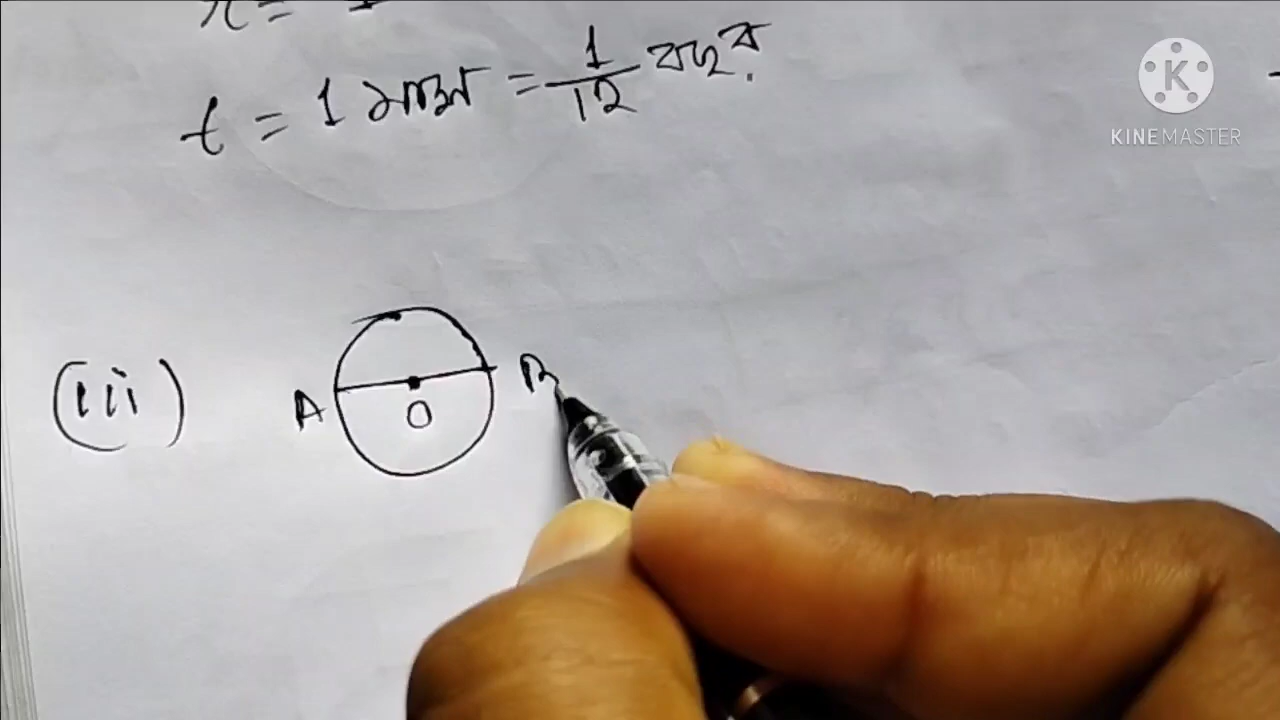 t = 1 মাস = 1/12 বছর
KINEMASTER
(iii) A O B